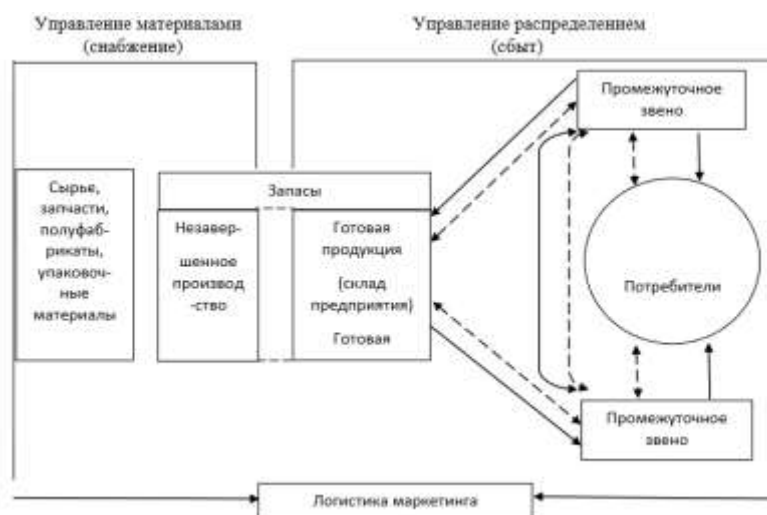 Управление материалами
(снабжение)
Управление распределением
(сбыт)
Промежуточное
звено
Сырье,
запчасти,
полуфаб-
рикаты,
упаковоч-
ные
материалы
Запасы
Незавер-
шенное
производ
-ство
Готовая
продукция
(склад
предприятия)
Готовая
Потребители
Промежуточное
звено
Логистика маркетинга